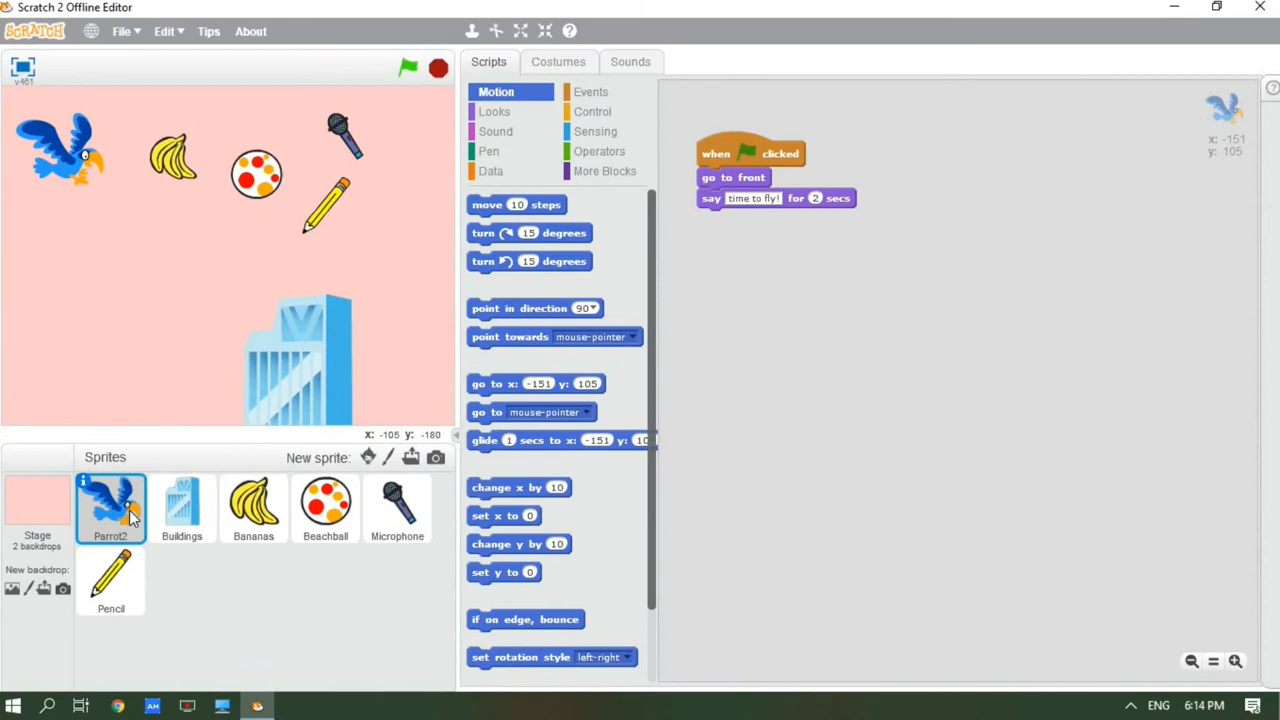 Scratch 2 Offline Editor
SCRATCH File Edit Tips About
v461
Scripts Costumes Sounds
Motion Events
Looks Control
Sound Sensing
Pen Operators
Data More Blocks
move 10 steps
turn 15 degrees
turn 15 degrees
point in direction 90
point towards mouse-pointer
go to x: -151 y: 105
go to mouse-pointer
glide 1 secs to x: -151 y: 10
change x by 10
set x to 0
change y by 10
set y to 0
if on edge, bounce
set rotation style left-right
when clicked
go to front
say time to fly! for 2 secs
x: -151
y: 105
x: -105 y: -180
Sprites New sprite:
Stage
2 backdrops
New backdrop:
Parrot2 Buildings Bananas Beachball Microphone
Pencil
AM
ENG 6:14 PM